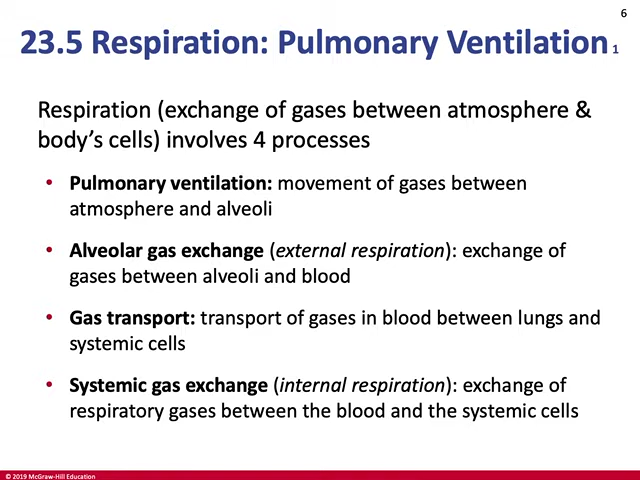 6
23.5 Respiration: Pulmonary Ventilation 1
Respiration (exchange of gases between atmosphere &
body’s cells) involves 4 processes
• Pulmonary ventilation: movement of gases between
atmosphere and alveoli
• Alveolar gas exchange (external respiration): exchange of
gases between alveoli and blood
• Gas transport: transport of gases in blood between lungs and
systemic cells
• Systemic gas exchange (internal respiration): exchange of
respiratory gases between the blood and the systemic cells
© 2019 McGraw-Hill Education